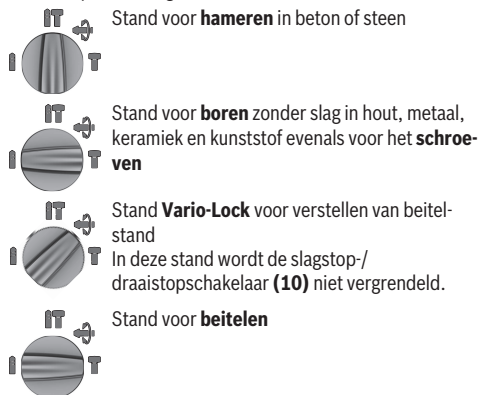 Stand voor hameren in beton of steen
Stand voor boren zonder slag in hout, metaal,
keramiek en kunststof evenals voor het schroe-
ven
Stand Vario-Lock voor verstellen van beitel-
stand
In deze stand wordt de slagstop-/
draaistopschakelaar (10) niet vergrendeld.
Stand voor beitelen